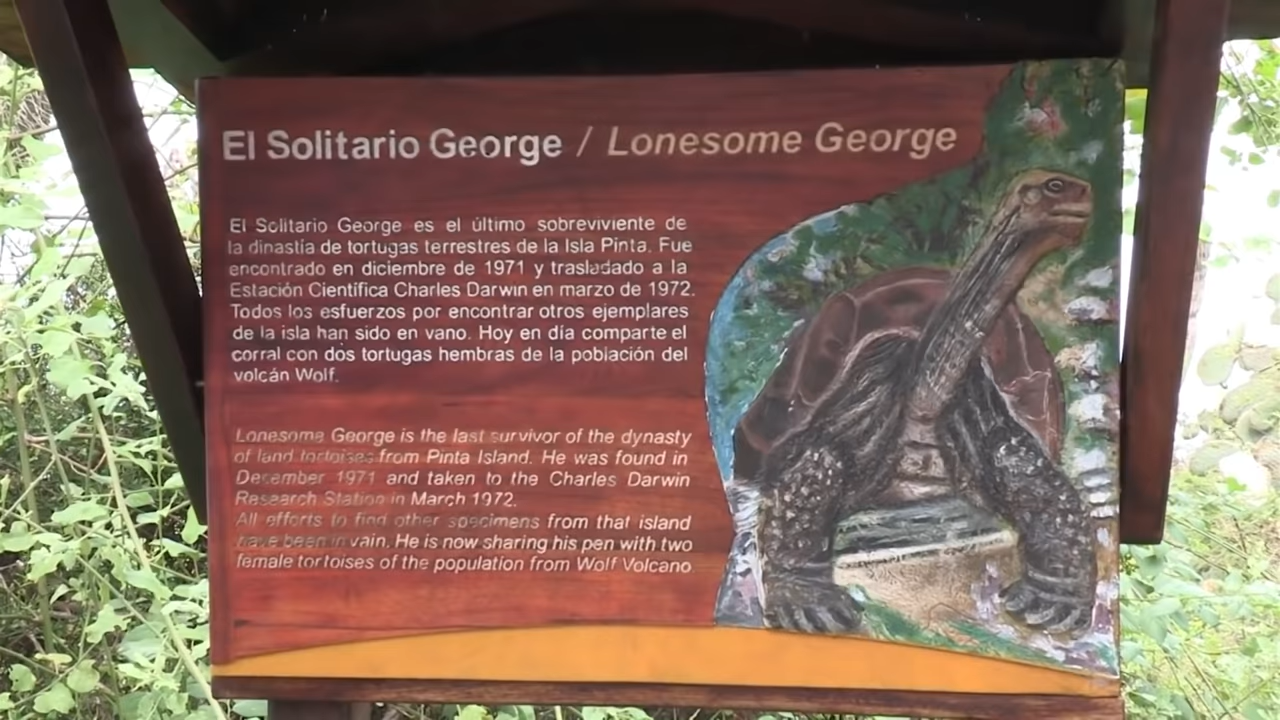 El Solitario George / Lonesome George
El Solitario George es el último sobreviviente de
la dinastía de tortugas terrestres de la Isla Pinta. Fue
encontrado en diciembre de 1971 y trasladado a la
Estación Científica Charles Darwin en marzo de 1972.
Todos los esfuerzos por encontrar otros ejemplares
de la isla han sido en vano. Hoy en día comparte el
corral con dos tortugas hembras de la población del
volcán Wolf.
Lonesome George is the last survivor of the dynasty
of land tortoises from Pinta Island. He was found in
December 1971 and taken to the Charles Darwin
Research Station in March 1972.
All efforts to find other specimens from that island
have been in vain. He is now sharing his pen with two
female tortoises of the population from Wolf Volcano